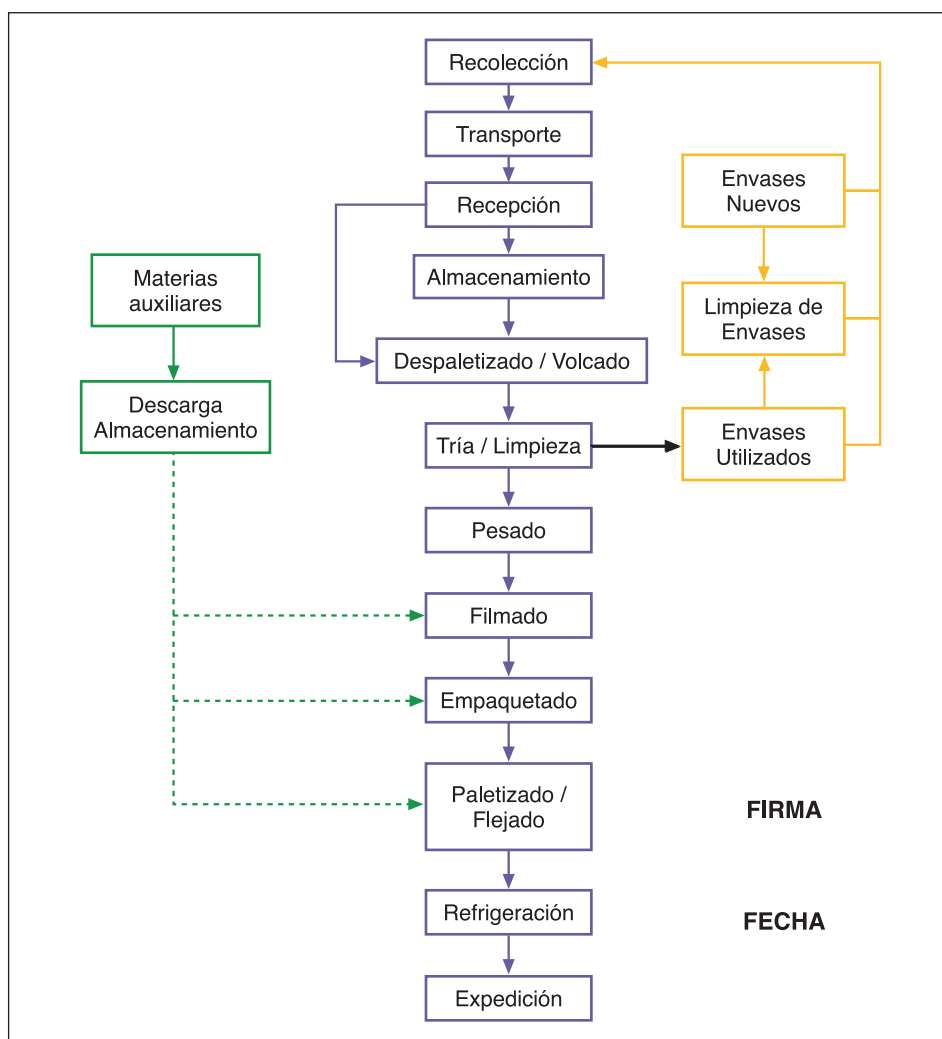 Recolección
Transporte
Recepción
Envases
Nuevos
Materias
auxiliares
Almacenamiento
Limpieza de
Envases
Despaletizado / Volcado
Descarga
Almacenamiento
Tría / Limpieza
Envases
Utilizados
Pesado
Filmado
Empaquetado
Paletizado /
Flejado
FIRMA
Refrigeración
FECHA
Expedición